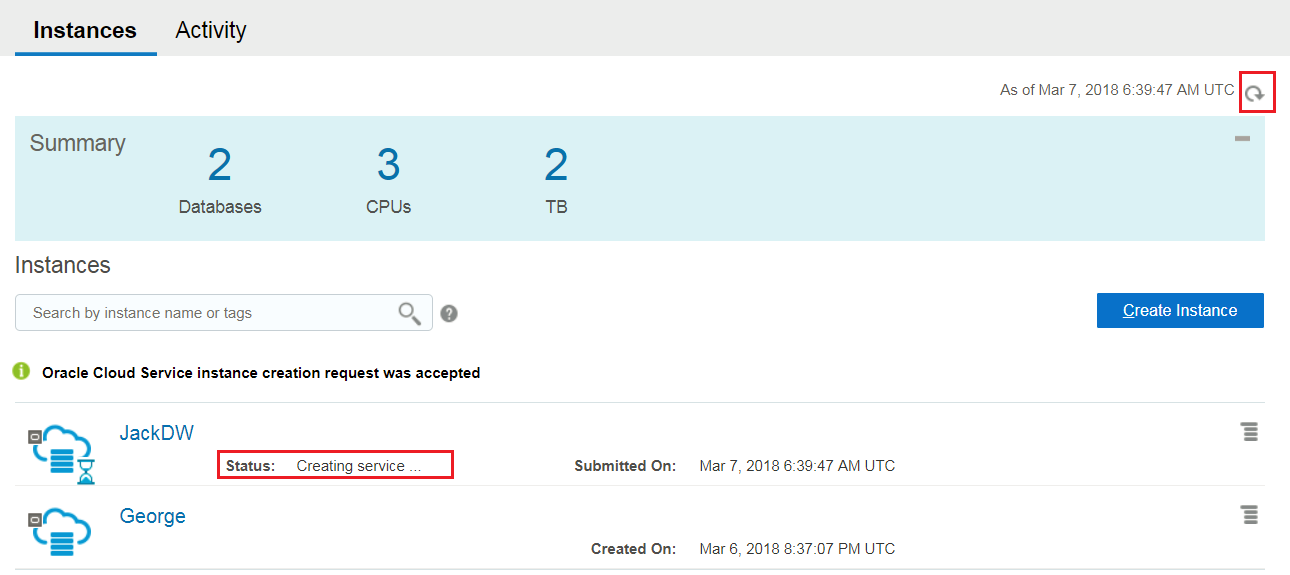 Instances Activity
As of Mar 7, 2018 6:39:47 AM UTC
Summary
2 3 2
Databases CPUs TB
Instances
Search by instance name or tags ?
Create Instance
i Oracle Cloud Service instance creation request was accepted
JackDW
Status: Creating service ... Submitted On: Mar 7, 2018 6:39:47 AM UTC
George
Created On: Mar 6, 2018 8:37:07 PM UTC